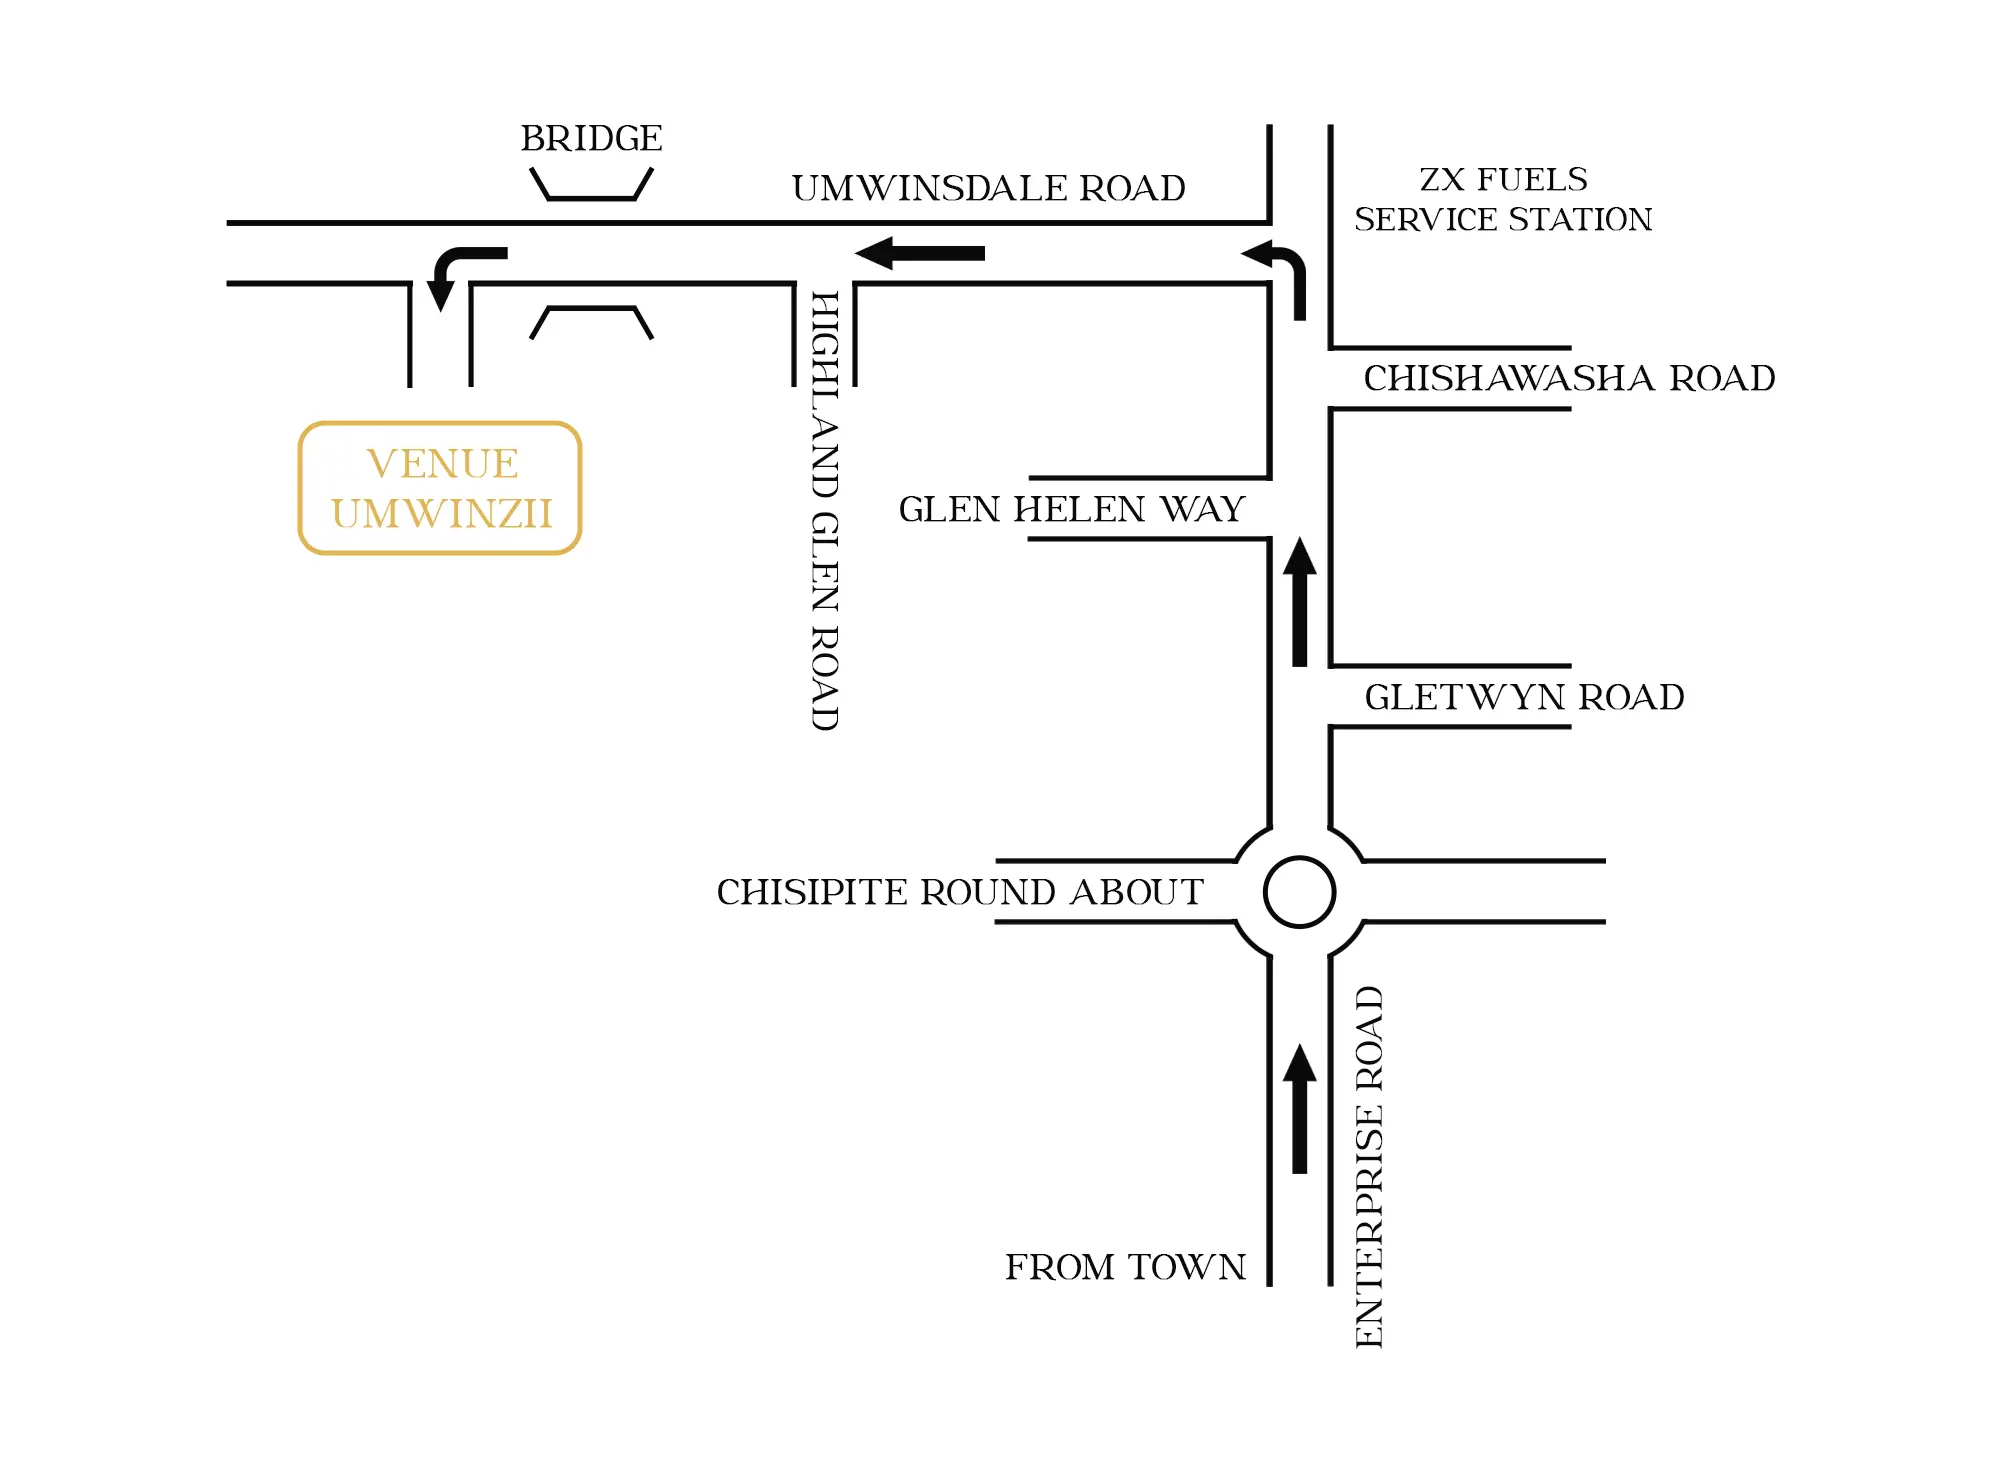 BRIDGE
UMWINSDALE ROAD
ZX FUELS
SERVICE STATION
CHISHAWASHA ROAD
HIGHLAND GLEN ROAD
VENUE
UMWINZII
GLEN HELEN WAY
GLETWYN ROAD
CHISIPITE ROUND ABOUT
ENTERPRISE ROAD
FROM TOWN